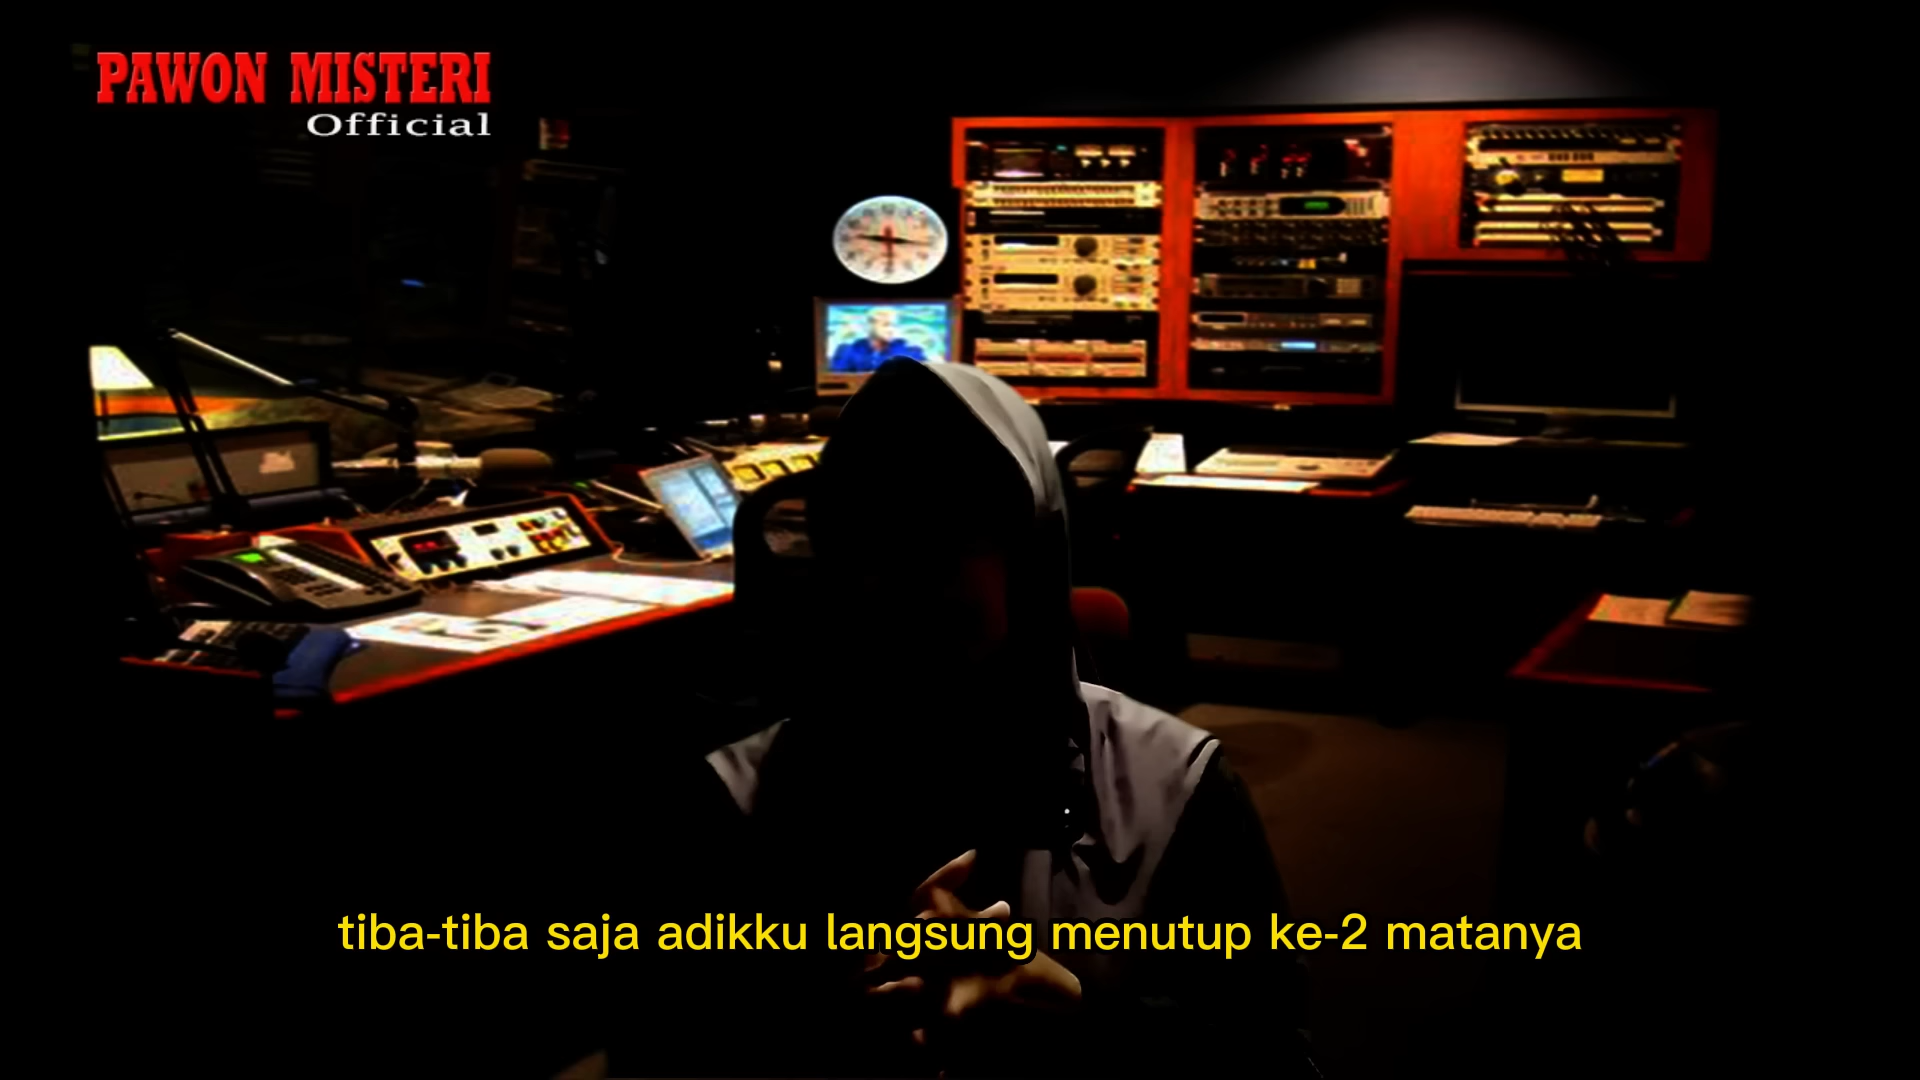 PAWON MISTERI
Official
tiba-tiba saja adikku langsung menutup ke-2 matanya